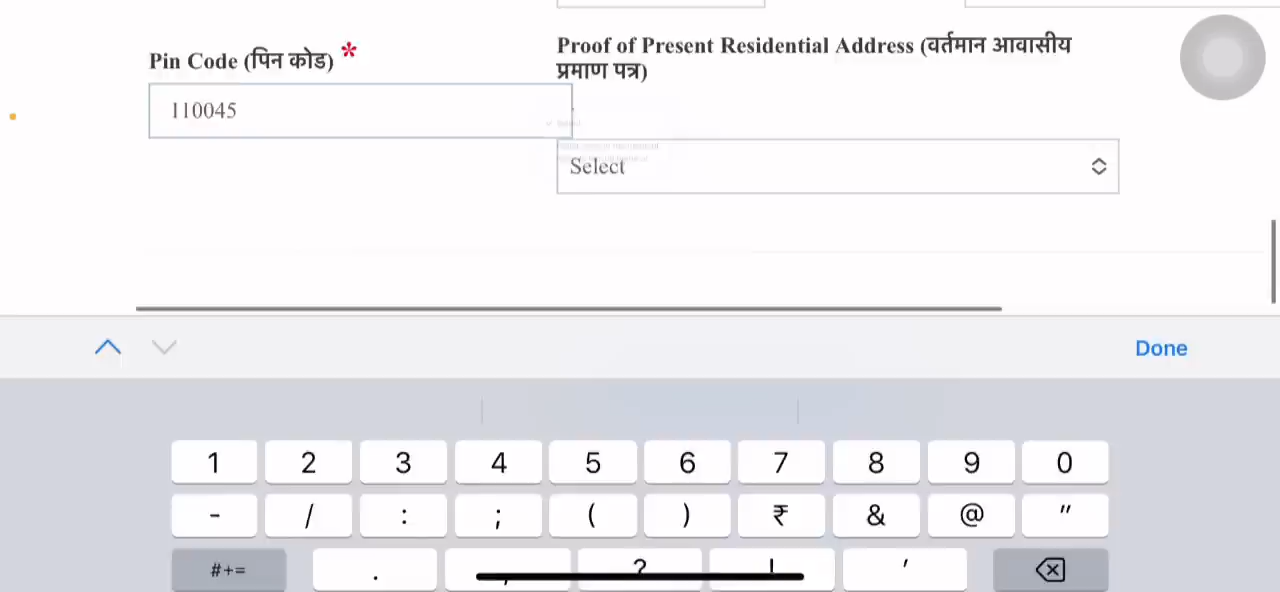 Pin Code (पिन कोड) *
Proof of Present Residential Address (वर्तमान आवासीय
प्रमाण पत्र)
110045
Select
Done
1 2 3 4 5 6 7 8 9 0
- / : ; ( ) ₹ & @ "
#+= . , ? ! '